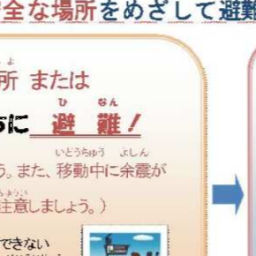 全な場所をめざして避難
所 または
ちに 避難！
う。また、移動中に余震が
注意しましょう。）
できない